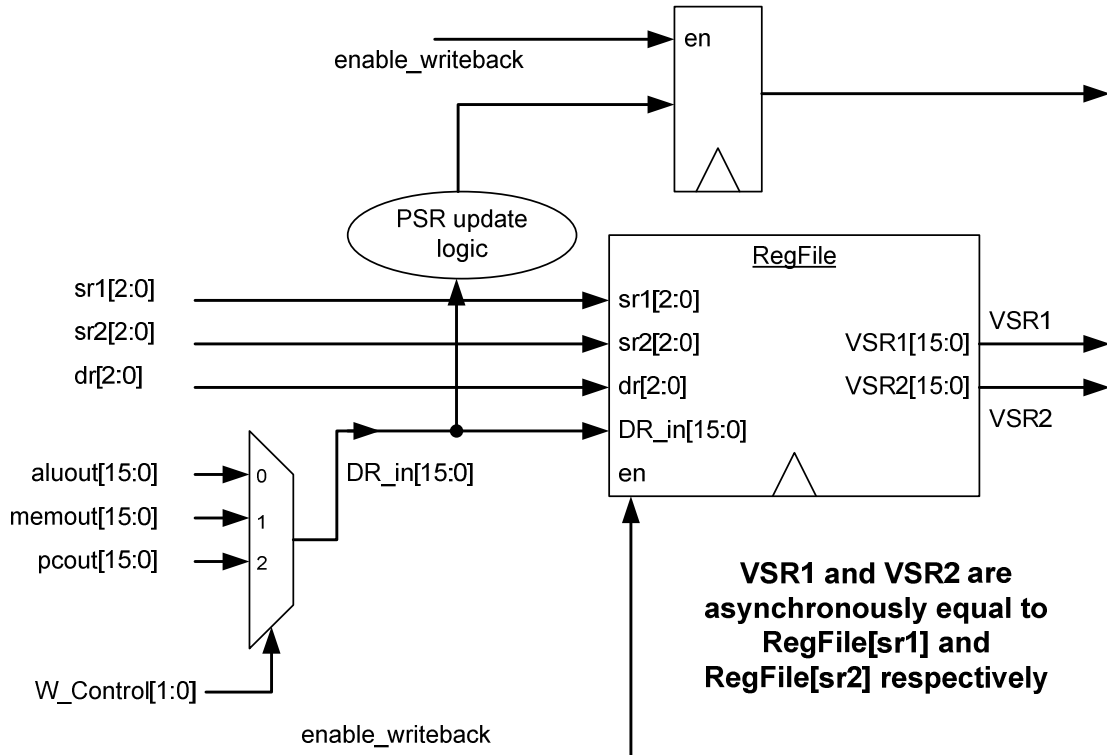 en
enable_writeback
PSR update
logic
RegFile
sr1[2:0]
sr1[2:0]
VSR1
sr2[2:0]
sr2[2:0]
VSR1[15:0]
dr[2:0]
dr[2:0]
VSR2[15:0]
VSR2
DR_in[15:0]
aluout[15:0]
0
DR_in[15:0]
en
memout[15:0]
1
pcout[15:0]
2
VSR1 and VSR2 are
asynchronously equal to
RegFile[sr1] and
RegFile[sr2] respectively
W_Control[1:0]
enable_writeback